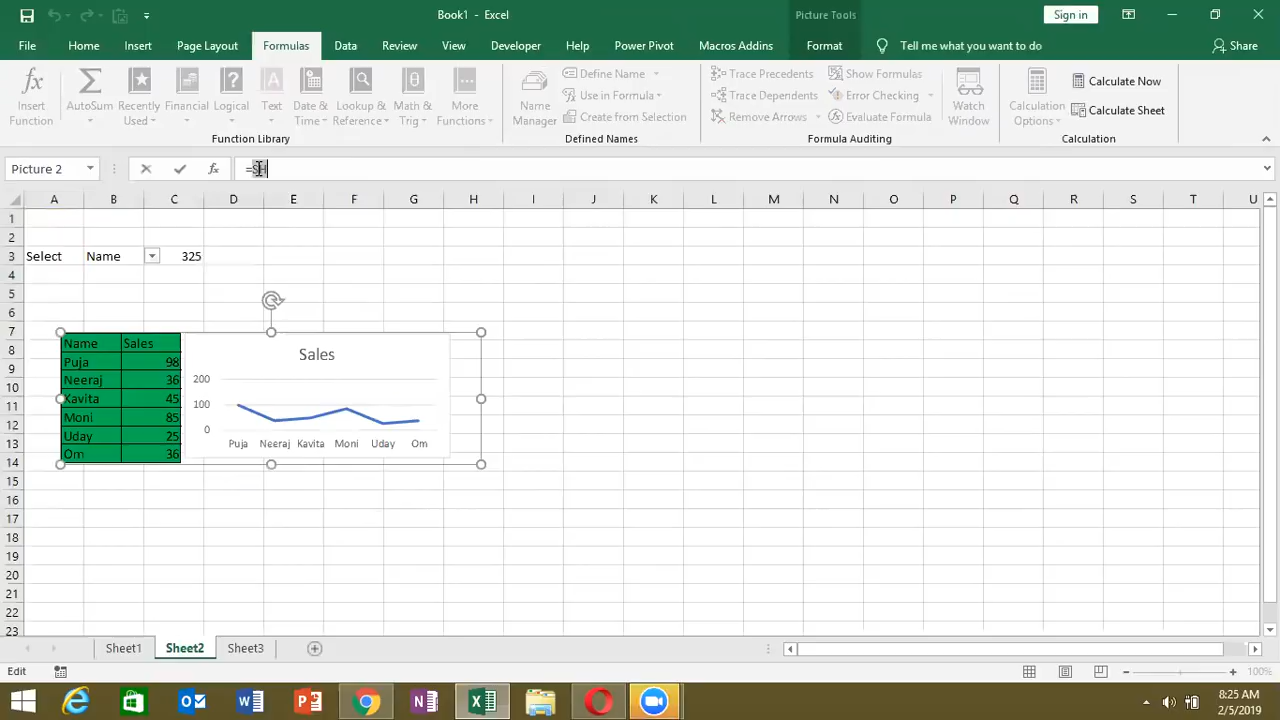 Book1 - Excel
Picture Tools
Sign in
File Home Insert Page Layout Formulas Data Review View Developer Help Power Pivot Macros Addins Format Tell me what you want to do Share
Insert Function
AutoSum
Recently Used
Financial
Logical
Text
Date & Time
Lookup & Reference
Math & Trig
More Functions
Function Library
Name Manager
Define Name
Use in Formula
Create from Selection
Defined Names
Trace Precedents
Trace Dependents
Remove Arrows
Show Formulas
Error Checking
Evaluate Formula
Formula Auditing
Watch Window
Calculation Options
Calculate Now
Calculate Sheet
Calculation
Picture 2
fx
=SH
A B C D E F G H I J K L M N O P Q R S T U
1
2
3 Select Name 325
4
5
6
7
8
9
10
11
12
13
14
15
16
17
18
19
20
21
22
23
Name Sales
Puja 98
Neeraj 36
Kavita 45
Moni 85
Uday 25
Om 36
Sales
200
100
0
Puja Neeraj Kavita Moni Uday Om
Sheet1 Sheet2 Sheet3
Edit
100%
8:25 AM
2/5/2019